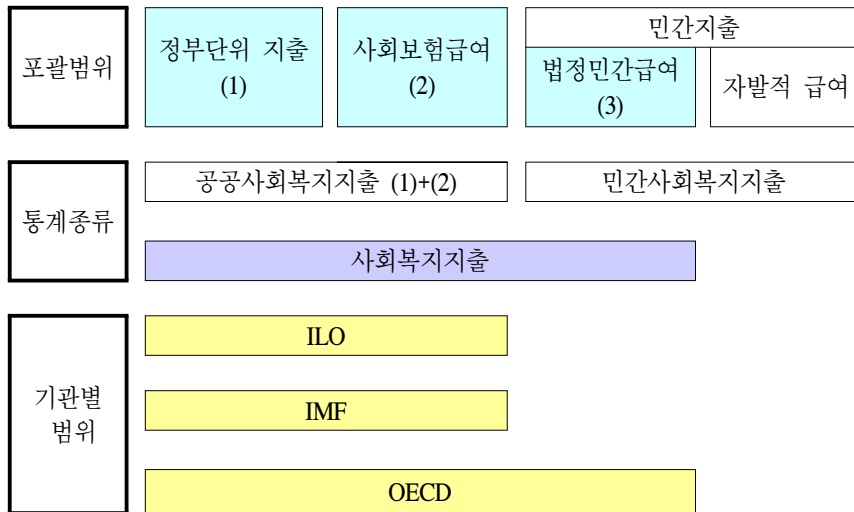 포괄범위
정부단위 지출
(1)
사회보험급여
(2)
민간지출
법정민간급여
(3)
자발적 급여
통계종류
공공사회복지지출 (1)+(2)
민간사회복지지출
사회복지지출
기관별
범위
ILO
IMF
OECD